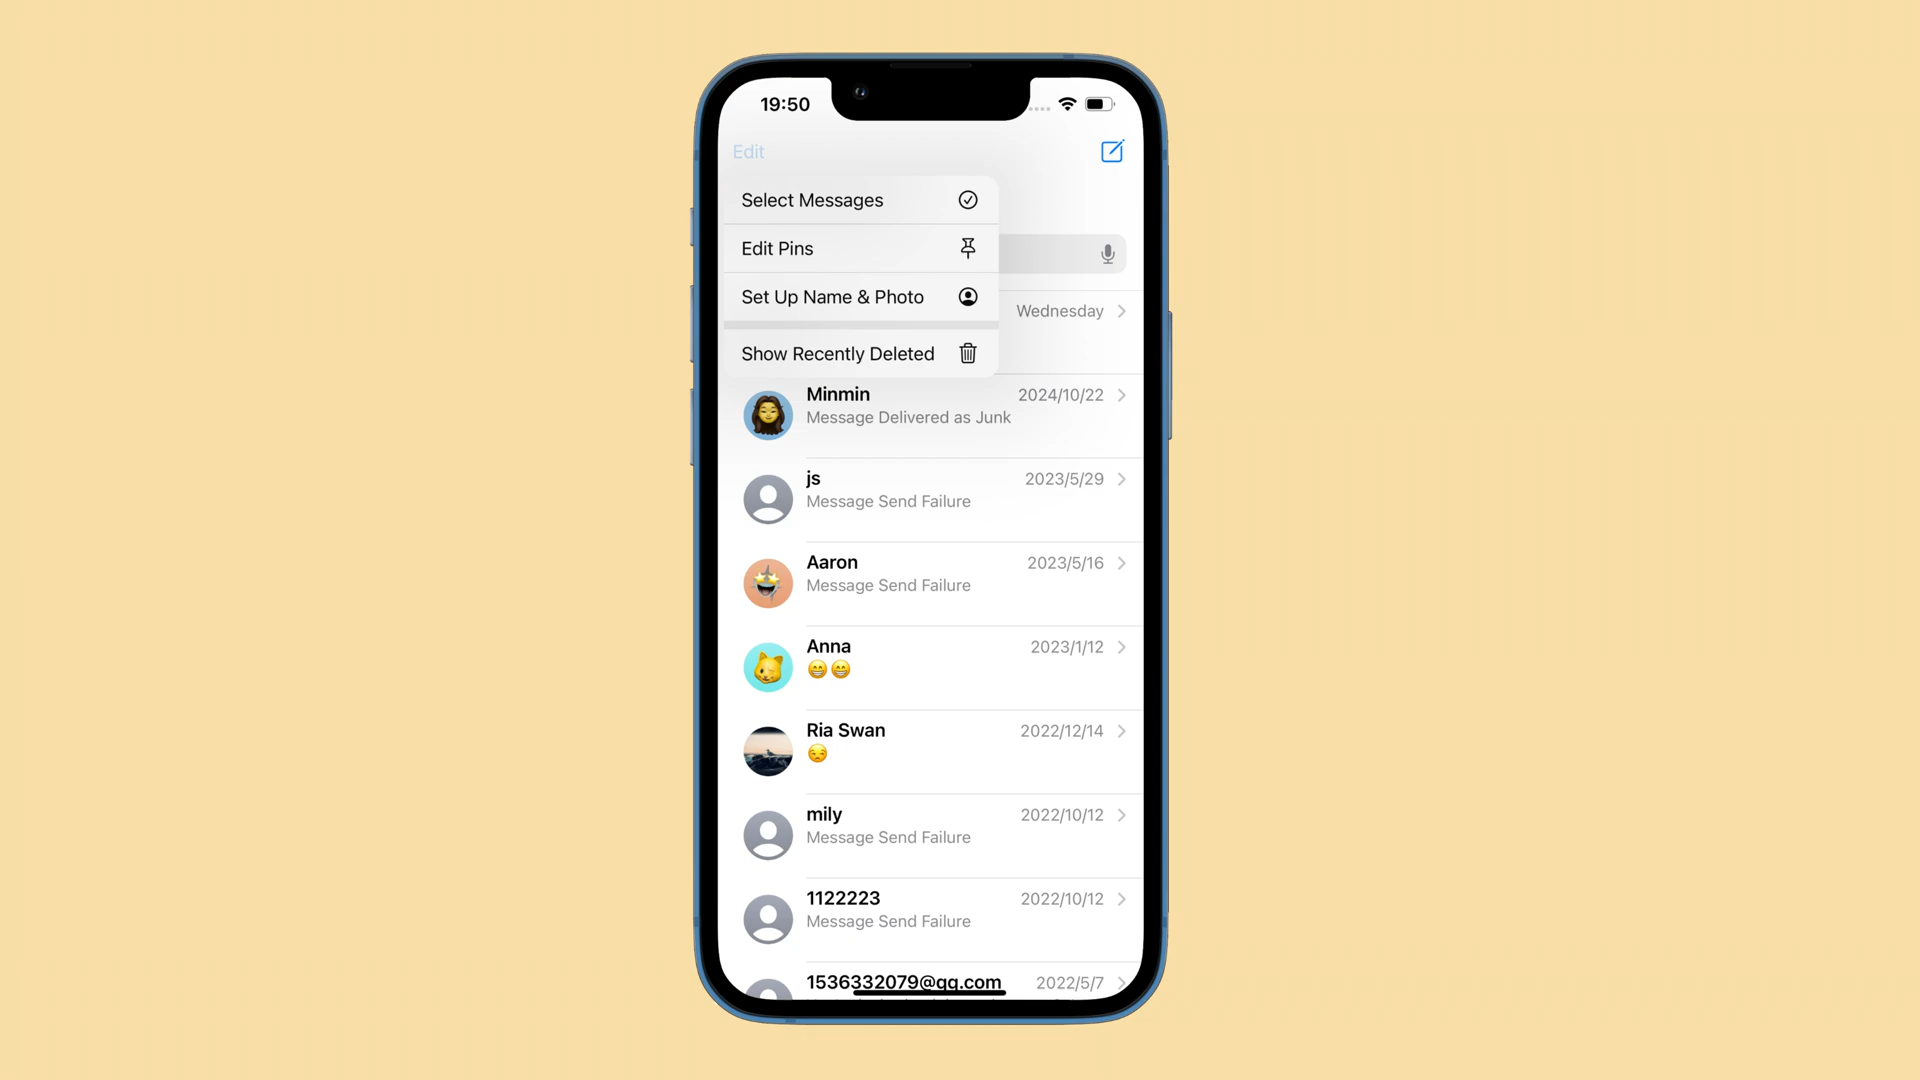 19:50
Edit
Select Messages
Edit Pins
Set Up Name & Photo
Wednesday
Show Recently Deleted
Minmin 2024/10/22
Message Delivered as Junk
js 2023/5/29
Message Send Failure
Aaron 2023/5/16
Message Send Failure
Anna 2023/1/12
😁😁
Ria Swan 2022/12/14
😒
mily 2022/10/12
Message Send Failure
1122223 2022/10/12
Message Send Failure
1536332079@qq.com 2022/5/7